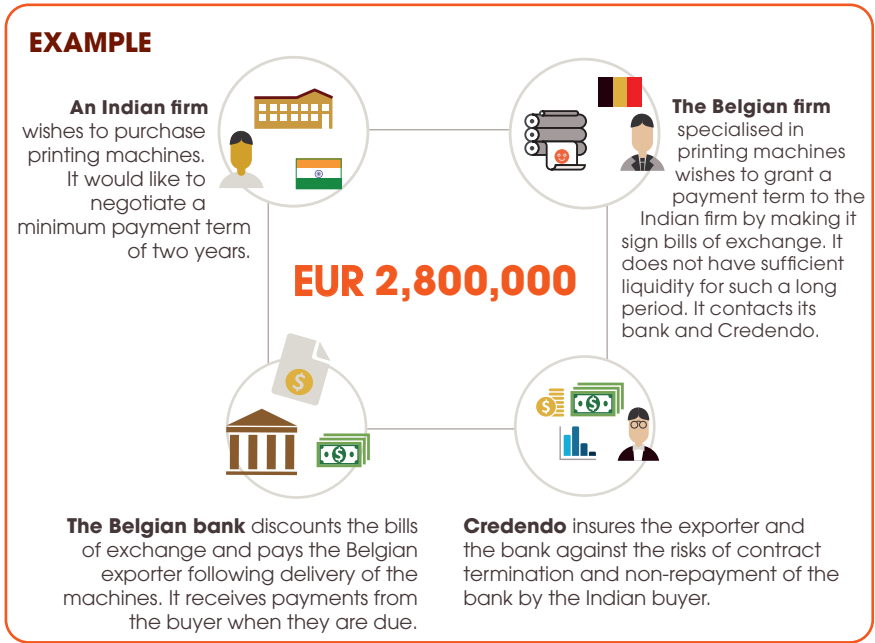 EXAMPLE
An Indian firm
wishes to purchase
printing machines.
It would like to
negotiate a
minimum payment term
of two years.
The Belgian firm
specialised in
printing machines
wishes to grant a
payment term to the
Indian firm by making it
sign bills of exchange. It
does not have sufficient
liquidity for such a long
period. It contacts its
bank and Credendo.
EUR 2,800,000
$
$
$
$
The Belgian bank discounts the bills
of exchange and pays the Belgian
exporter following delivery of the
machines. It receives payments from
the buyer when they are due.
Credendo insures the exporter and
the bank against the risks of contract
termination and non-repayment of the
bank by the Indian buyer.